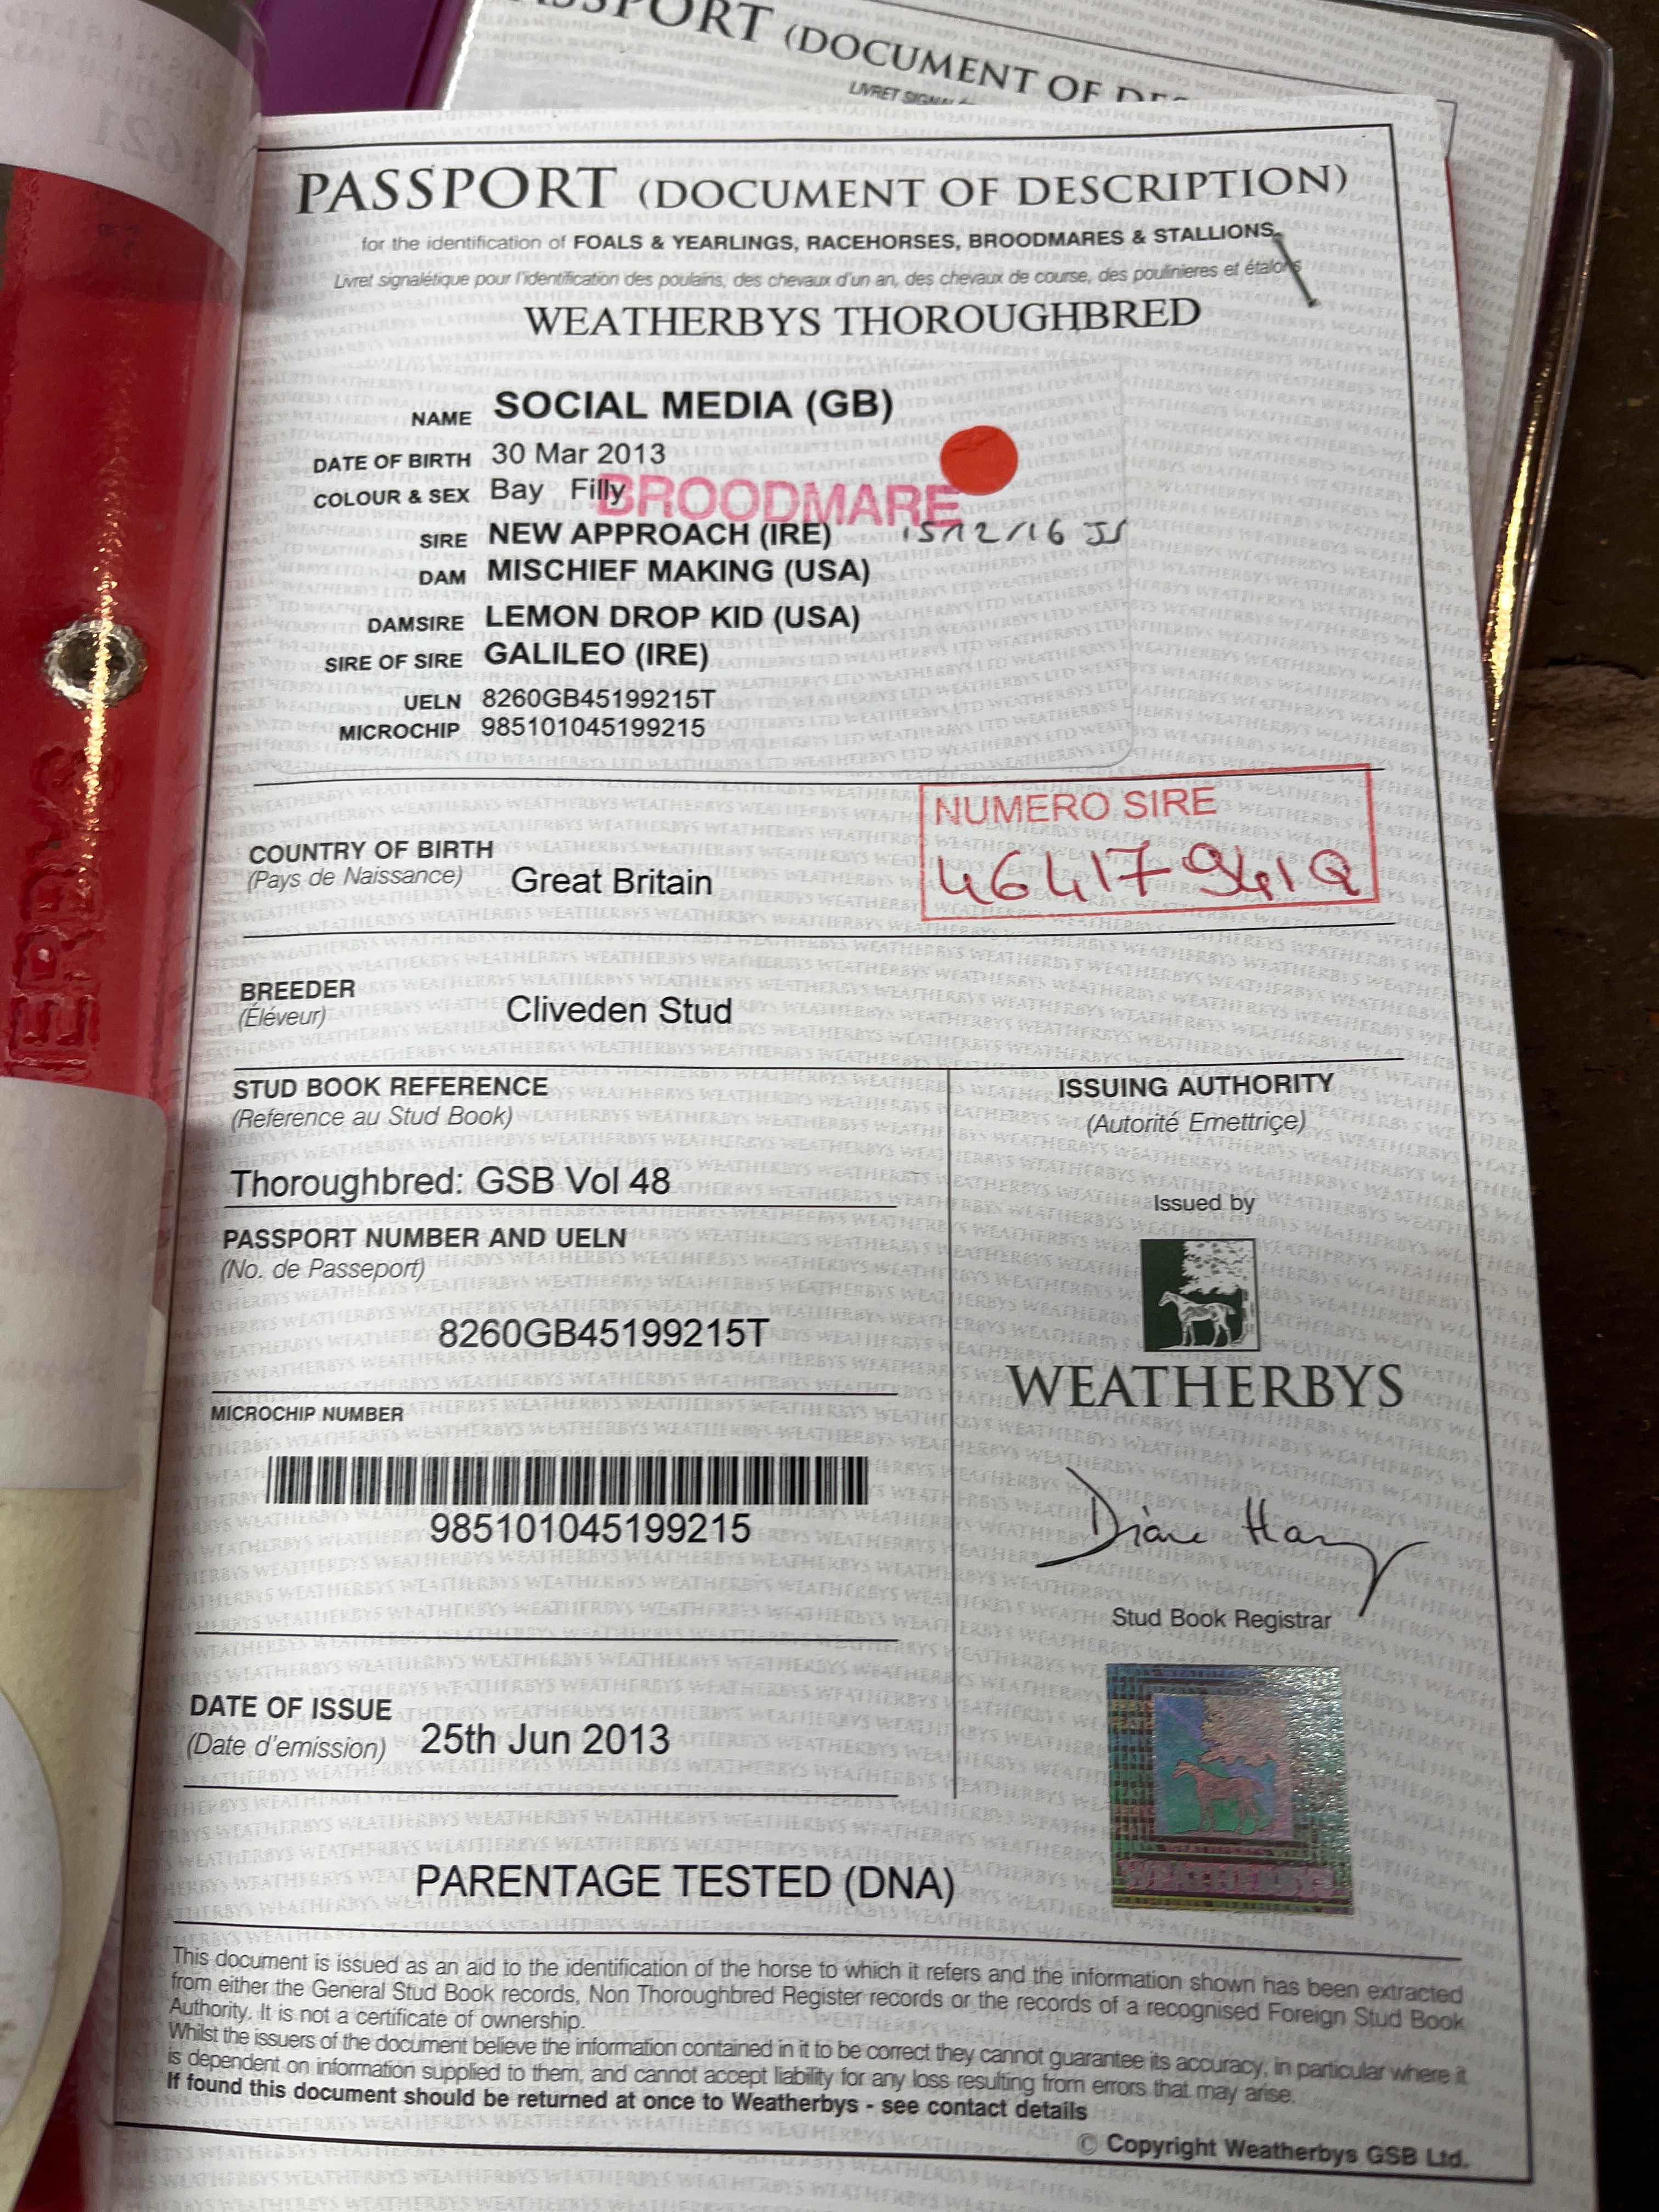 PASSPORT (DOCUMENT OF
LIVRET
PASSPORT (DOCUMENT OF DESCRIPTION)
for the identification of FOALS & YEARLINGS, RACEHORSES, BROODMARES & STALLIONS.
Livret signalétique pour l'identification des poulains, des chevaux d'un an, des chevaux de course, des poulinieres et étalons
WEATHERBYS THOROUGHBRED
NAME SOCIAL MEDIA (GB)
DATE OF BIRTH 30 Mar 2013
COLOUR & SEX Bay Filly
BROODMARE
SIRE NEW APPROACH (IRE) 15/12/16 JS
DAM MISCHIEF MAKING (USA)
DAMSIRE LEMON DROP KID (USA)
SIRE OF SIRE GALILEO (IRE)
UELN 8260GB45199215T
MICROCHIP 985101045199215
NUMERO SIRE
COUNTRY OF BIRTH
(Pays de Naissance) Great Britain
BREEDER
(Éléveur) Cliveden Stud
STUD BOOK REFERENCE
(Reference au Stud Book)
Thoroughbred: GSB Vol 48
PASSPORT NUMBER AND UELN
(No. de Passeport)
8260GB45199215T
MICROCHIP NUMBER
985101045199215
DATE OF ISSUE
(Date d'emission) 25th Jun 2013
ISSUING AUTHORITY
(Autorité Emettriçe)
Issued by
WEATHERBYS
Stud Book Registrar
PARENTAGE TESTED (DNA)
This document is issued as an aid to the identification of the horse to which it refers and the information shown has been extracted
from either the General Stud Book records, Non Thoroughbred Register records or the records of a recognised Foreign Stud Book
Authority. It is not a certificate of ownership.
Whilst the issuers of the document believe the information contained in it to be correct they cannot guarantee its accuracy, in particular where it
is dependent on information supplied to them, and cannot accept liability for any loss resulting from errors that may arise.
If found this document should be returned at once to Weatherbys - see contact details
© Copyright Weatherbys GSB Ltd.